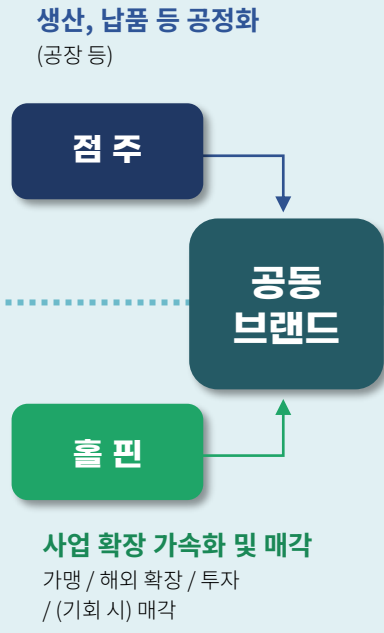 생산, 납품 등 공정화
(공장 등)
점 주
공동
브랜드
홀 핀
사업 확장 가속화 및 매각
가맹 / 해외 확장 / 투자
/ (기회 시) 매각